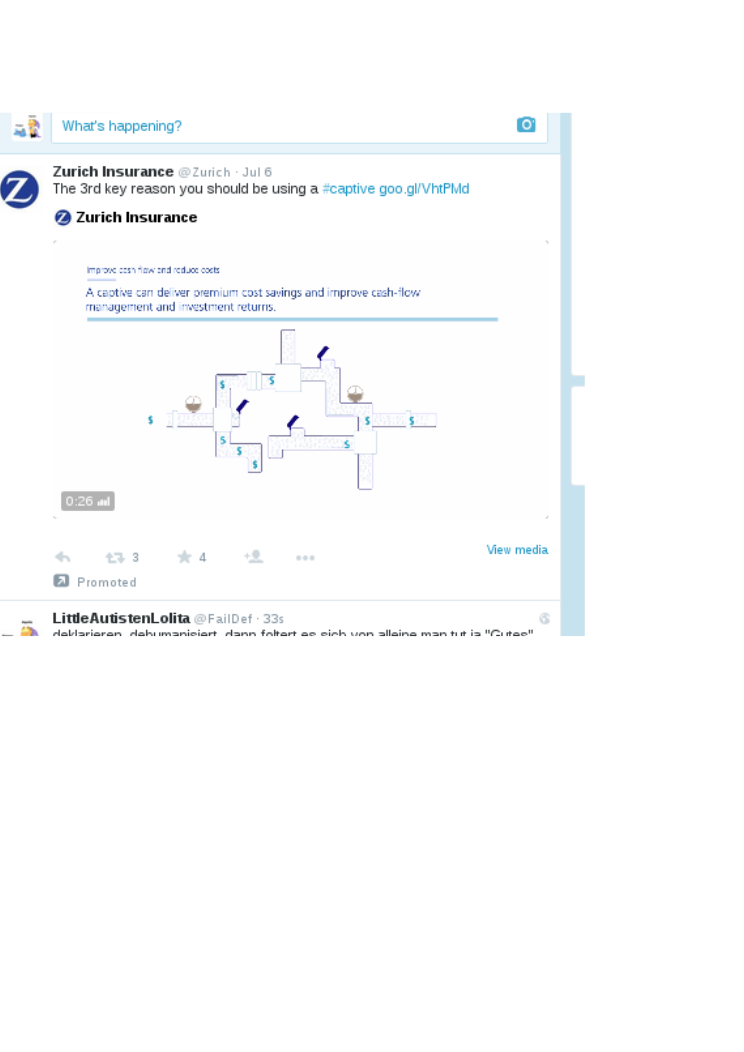 What's happening?
Zurich Insurance @Zurich · Jul 6
The 3rd key reason you should be using a #captive goo.gl/VhtPMd
Z Zurich Insurance
Improve cash flow and reduce costs
A captive can deliver premium cost savings and improve cash-flow
management and investment returns.
$ $
$ $ $
$ $
$
$
0:26
3 4 View media
Promoted
LittleAutistenLolita @FailDef · 33s
deklarieren, dehumanisiert, dann foltert es sich von alleine man tut ja "Gutes"